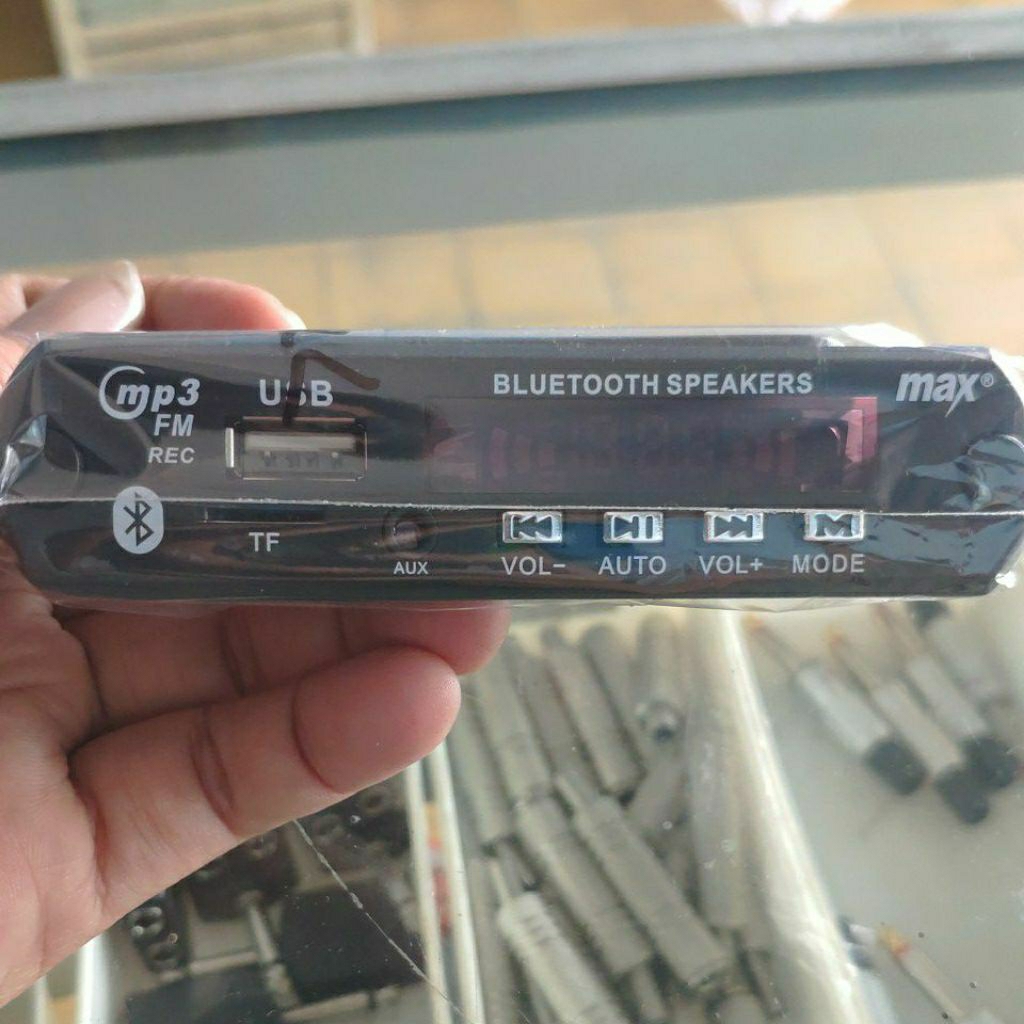 mp3 USB BLUETOOTH SPEAKERS max®
FM
REC
TF AUX VOL− AUTO VOL+ MODE